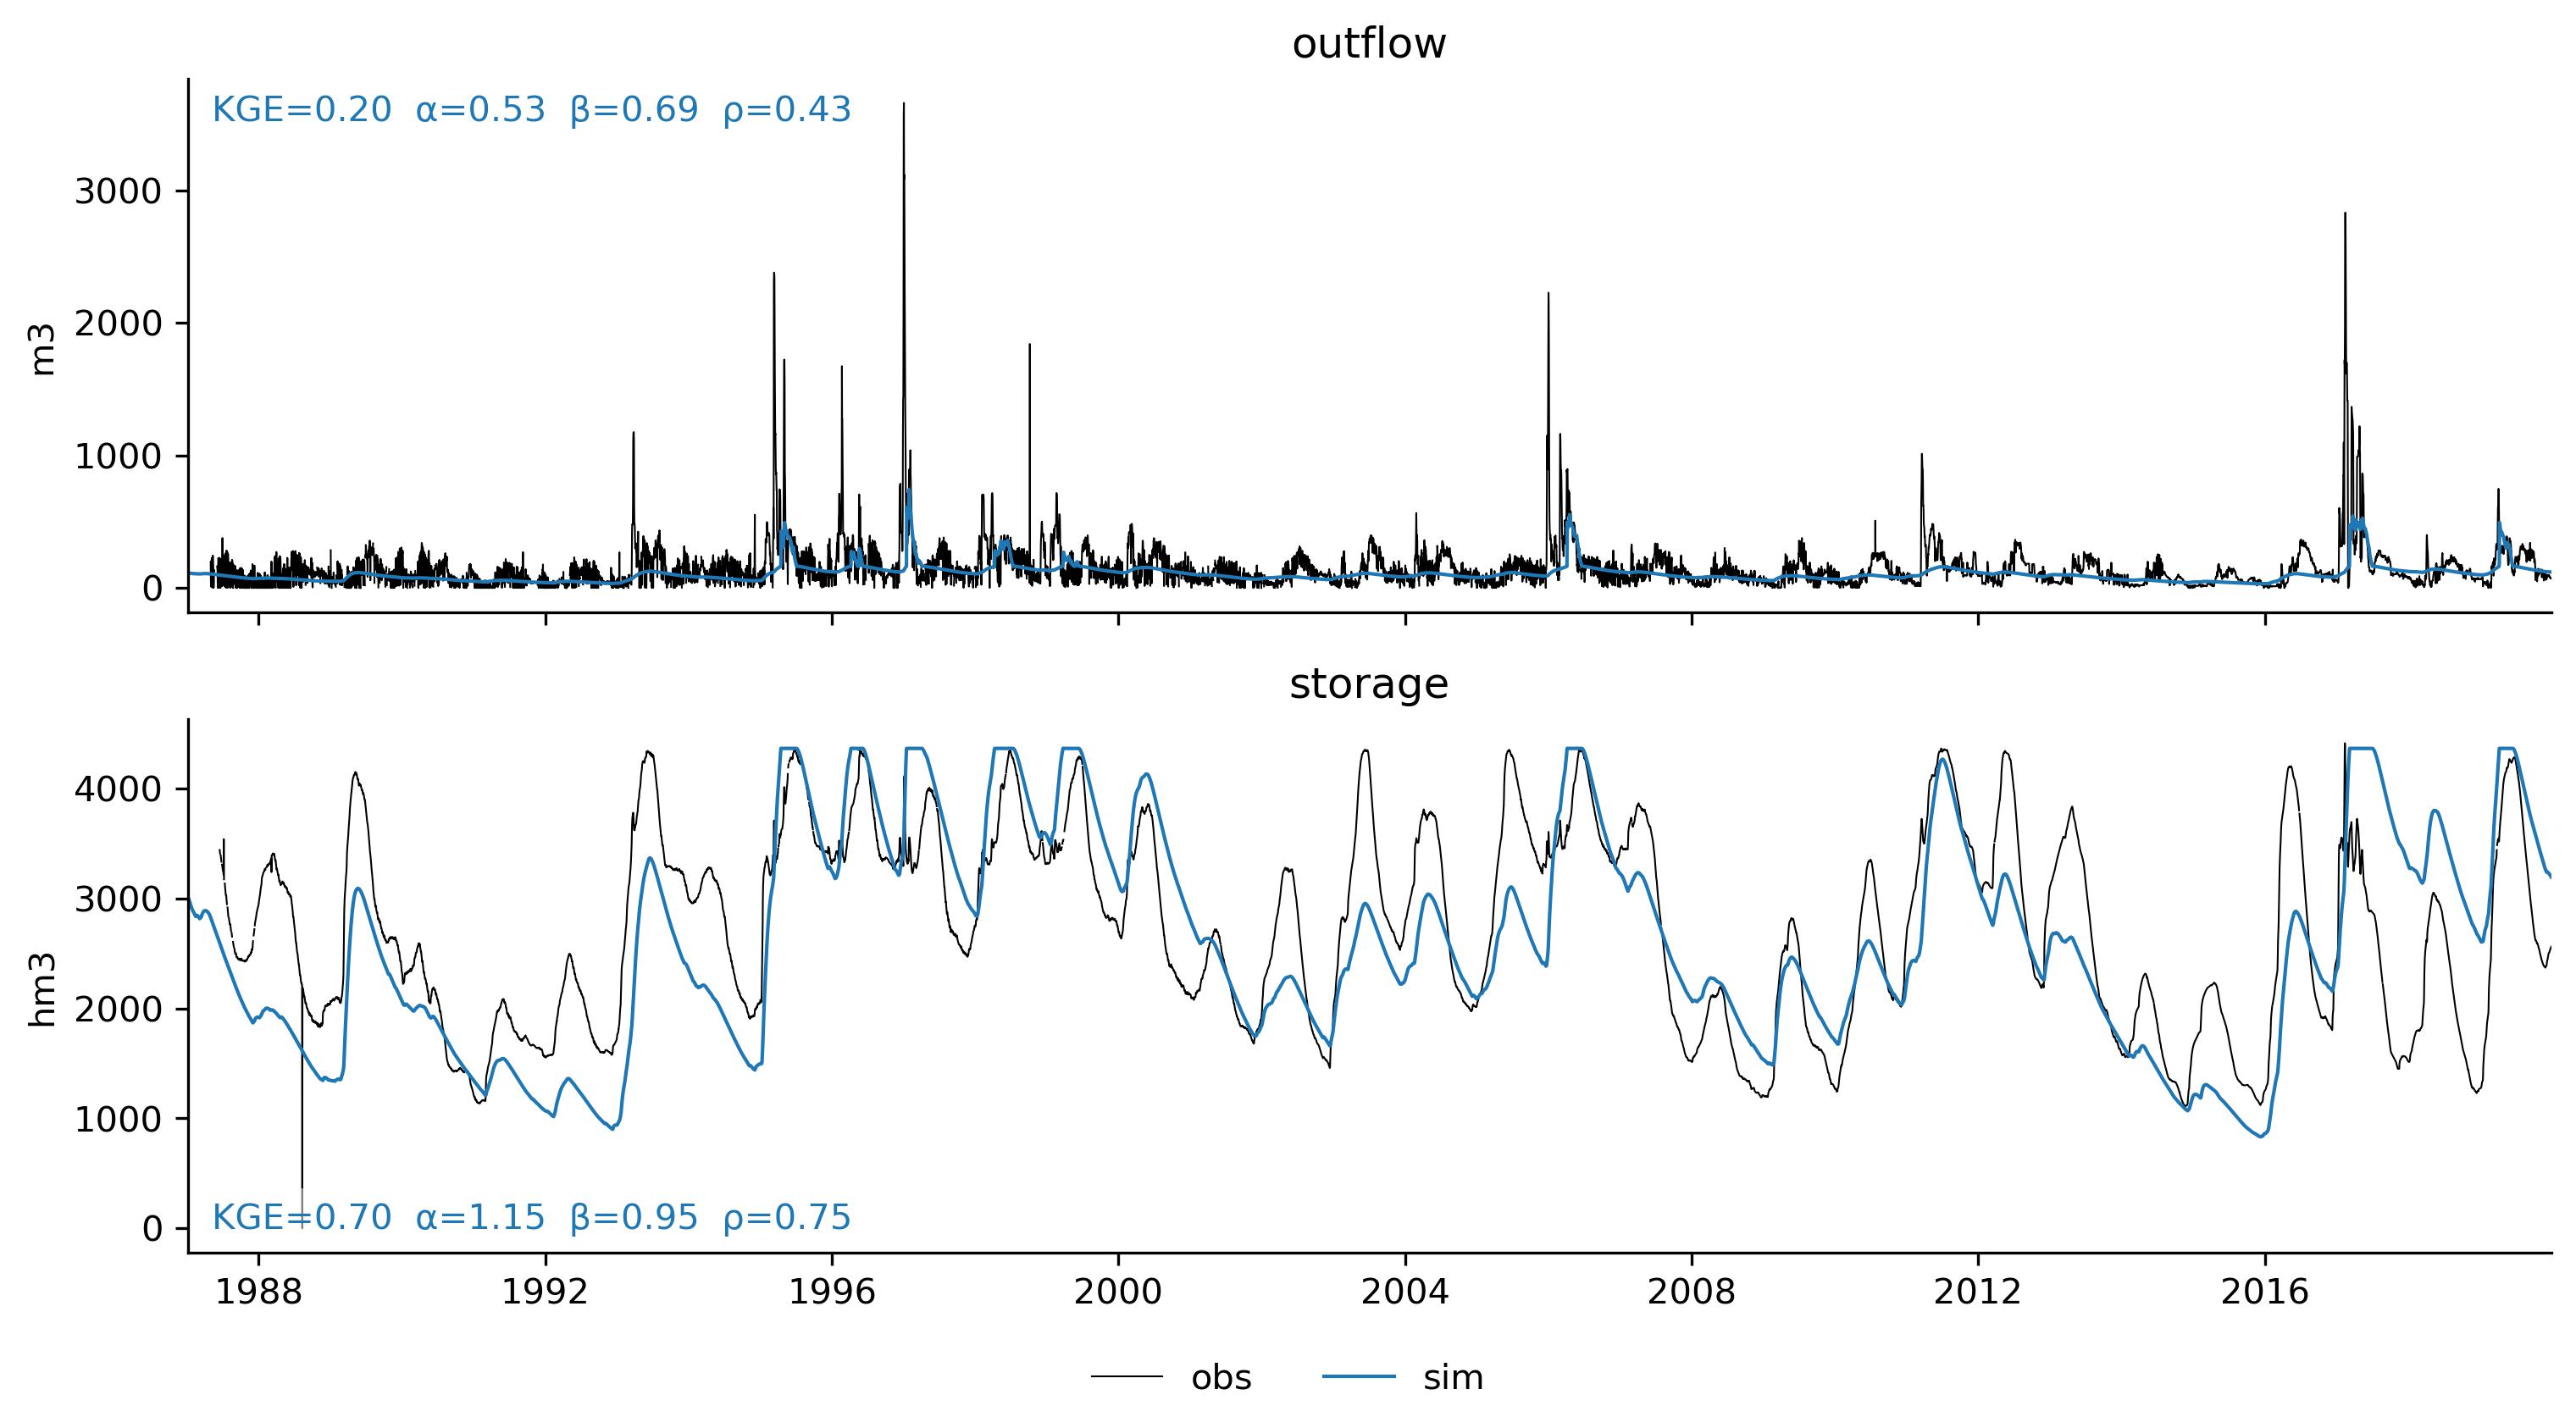 outflow
KGE=0.20 α=0.53 β=0.69 ρ=0.43
3000
2000
1000
0
m3
storage
4000
3000
2000
1000
0
hm3
KGE=0.70 α=1.15 β=0.95 ρ=0.75
1988 1992 1996 2000 2004 2008 2012 2016
obs sim